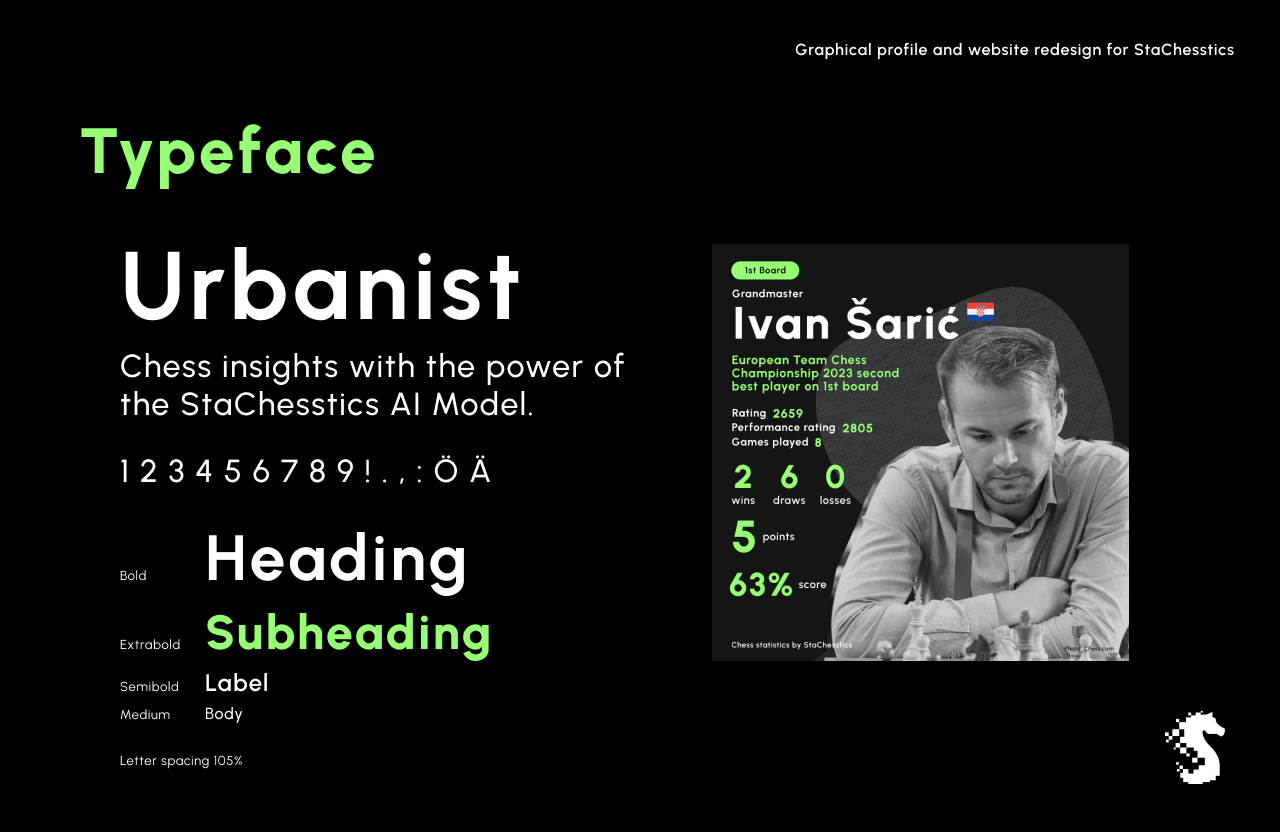 Graphical profile and website redesign for StaChesstics
Typeface
Urbanist
Chess insights with the power of
the StaChesstics AI Model.
1 2 3 4 5 6 7 8 9 ! . , : Ö Ä
Bold Heading
Extrabold Subheading
Semibold Label
Medium Body
Letter spacing 105%
1st Board
Grandmaster
Ivan Šarić
European Team Chess
Championship 2023 second
best player on 1st board
Rating 2659
Performance rating 2805
Games played 8
2 6 0
wins draws losses
5 points
63% score
Chess statistics by StaChesstics
Photo: Chess.com